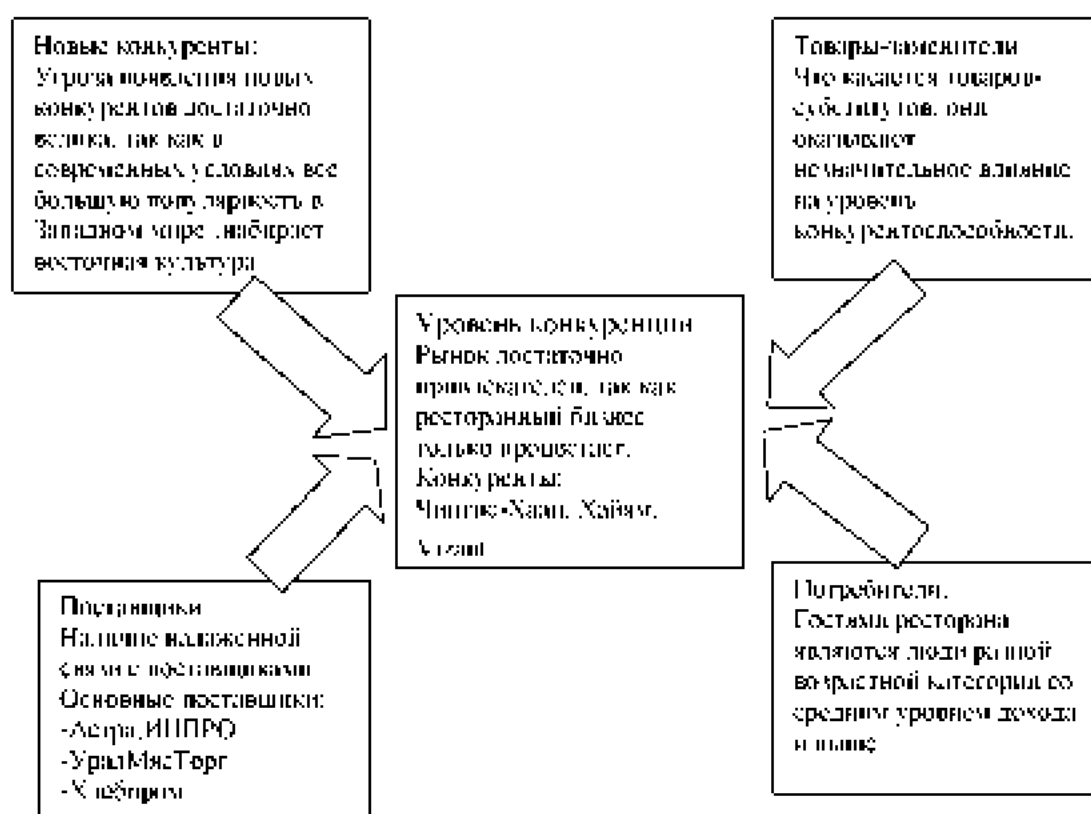 Новые конкуренты:
Угроза появления новых
конкурентов достаточно
велика, так как в
современных условиях все
большую популярность в
Западном мире набирает
восточная культура
Товары-заменители
Что касается товаров-
субститутов, они
оказывают
незначительное влияние
на уровень
конкурентоспособности.
Уровень конкуренции
Рынок достаточно
привлекателен, так как
ресторанный бизнес
только процветает.
Конкуренты:
Чингис-Хаан, Хайям,
Поставщики
Наличие налаженной
связи с поставщиками
Основные поставщики:
-Астра,ИНПРО
-УралМясТорг
-Хлебпром
Потребители.
Гостями ресторана
являются люди разной
возрастной категории со
средним уровнем дохода
и выше